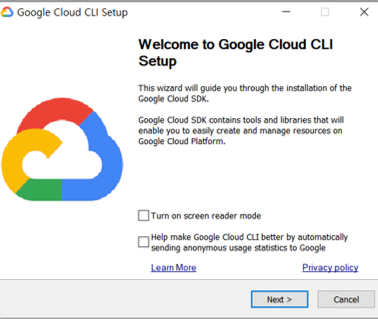 Google Cloud CLI Setup
Welcome to Google Cloud CLI
Setup
This wizard will guide you through the installation of the
Google Cloud SDK.
Google Cloud SDK contains tools and libraries that will
enable you to easily create and manage resources on
Google Cloud Platform.
Turn on screen reader mode
Help make Google Cloud CLI better by automatically
sending anonymous usage statistics to Google
Learn More Privacy policy
Next > Cancel